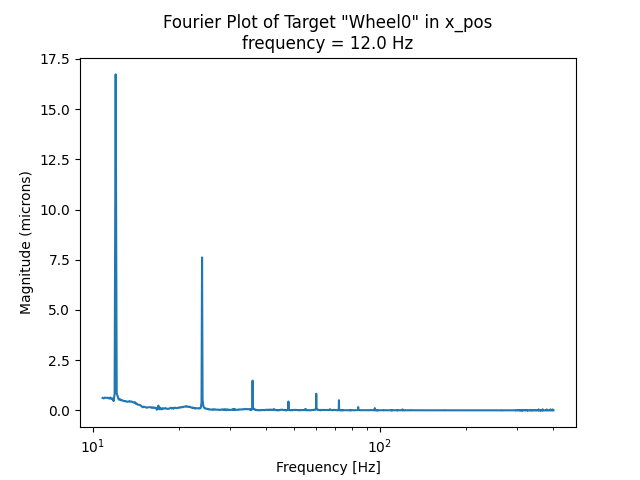 Fourier Plot of Target "Wheel0" in x_pos
frequency = 12.0 Hz
17.5
15.0
12.5
10.0
7.5
5.0
2.5
0.0
Magnitude (microns)
10¹
10²
Frequency [Hz]